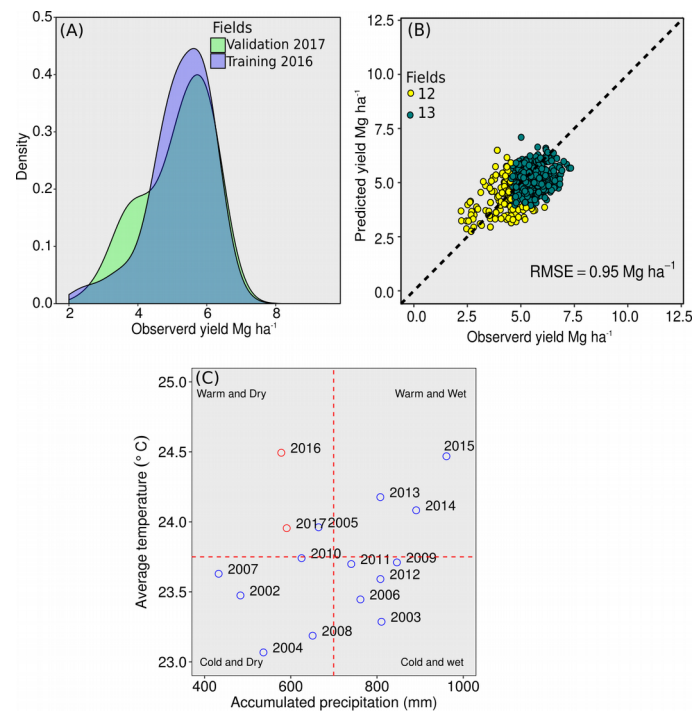 (A)
Fields
Validation 2017
Training 2016
0.5
0.4
0.3
0.2
0.1
0.0
Density
2
4
6
8
Observerd yield Mg ha-1
(B)
Fields
12
13
12.5
10.0
7.5
5.0
2.5
0.0
Predicted yield Mg ha-1
RMSE = 0.95 Mg ha−1
0.0
2.5
5.0
7.5
10.0
12.5
Observerd yield Mg ha-1
(C)
Warm and Dry
Warm and Wet
25.0
24.5
24.0
23.5
23.0
Average temperature (° C)
2016
2015
2013
2014
2017
2005
2010
2011
2009
2007
2012
2002
2006
2003
2008
2004
Cold and Dry
Cold and wet
400
600
800
1000
Accumulated precipitation (mm)